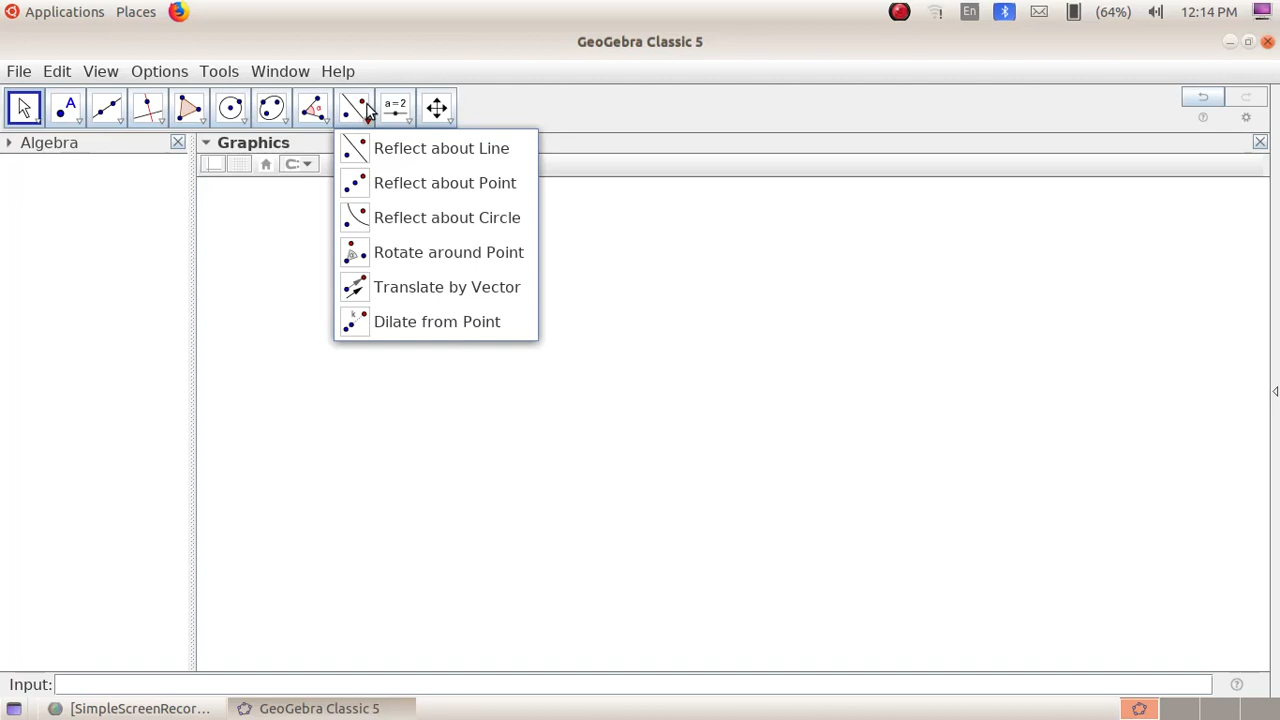 Applications Places En (64%) 12:14 PM
GeoGebra Classic 5
File Edit View Options Tools Window Help
A α a=2
Algebra Graphics
Reflect about Line
Reflect about Point
Reflect about Circle
Rotate around Point
Translate by Vector
Dilate from Point
Input:
[SimpleScreenRecor... GeoGebra Classic 5